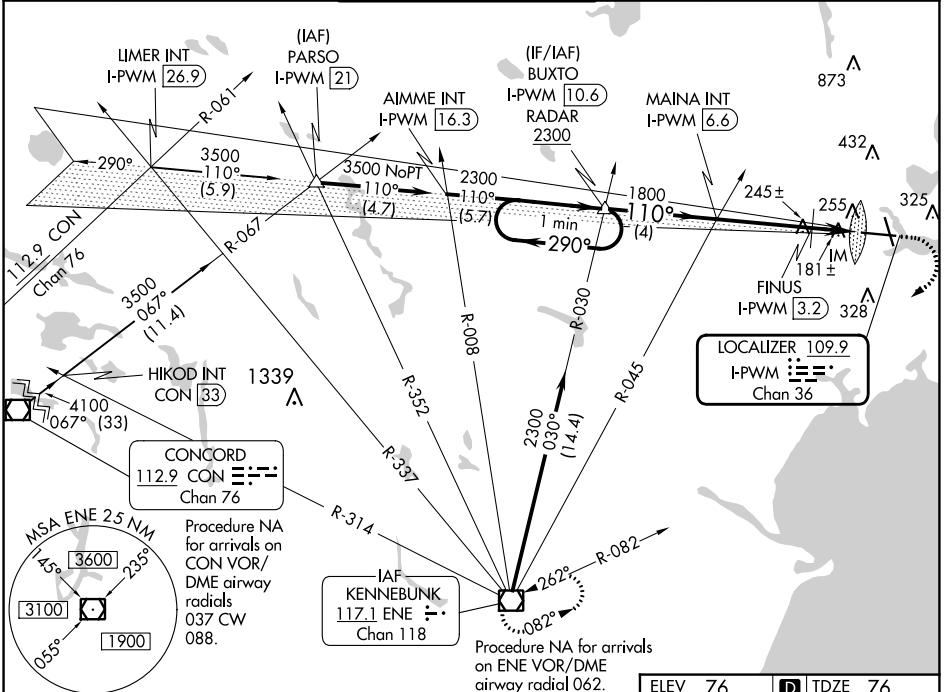 LIMER INT
I-PWM 26.9
(IAF)
PARSO
I-PWM 21
AIMME INT
I-PWM 16.3
(IF/IAF)
BUXTO
I-PWM 10.6
RADAR
2300
MAINA INT
I-PWM 6.6
873
432
325
R-061
290°
3500
110°
(5.9)
3500 NoPT
110°
(4.7)
2300
110°
(5.7)
1 min
290°
1800
110°
(4)
245±
255
IM
181±
FINUS
I-PWM 3.2
328
112.9 CON
Chan 76
R-067
3500
067°
(11.4)
R-008
R-030
R-045
R-352
R-337
R-314
LOCALIZER 109.9
I-PWM
Chan 36
HIKOD INT
CON 33
1339
4100
067° (33)
CONCORD
112.9 CON
Chan 76
2300
030°
(14.4)
MSA ENE 25 NM
145°
3600
235°
3100
1900
055°
Procedure NA
for arrivals on
CON VOR/
DME airway
radials
037 CW
088.
IAF
KENNEBUNK
117.1 ENE
Chan 118
262°
R-082
082°
Procedure NA for arrivals
on ENE VOR/DME
airway radial 062.
ELEV 76
D
TDZE 76